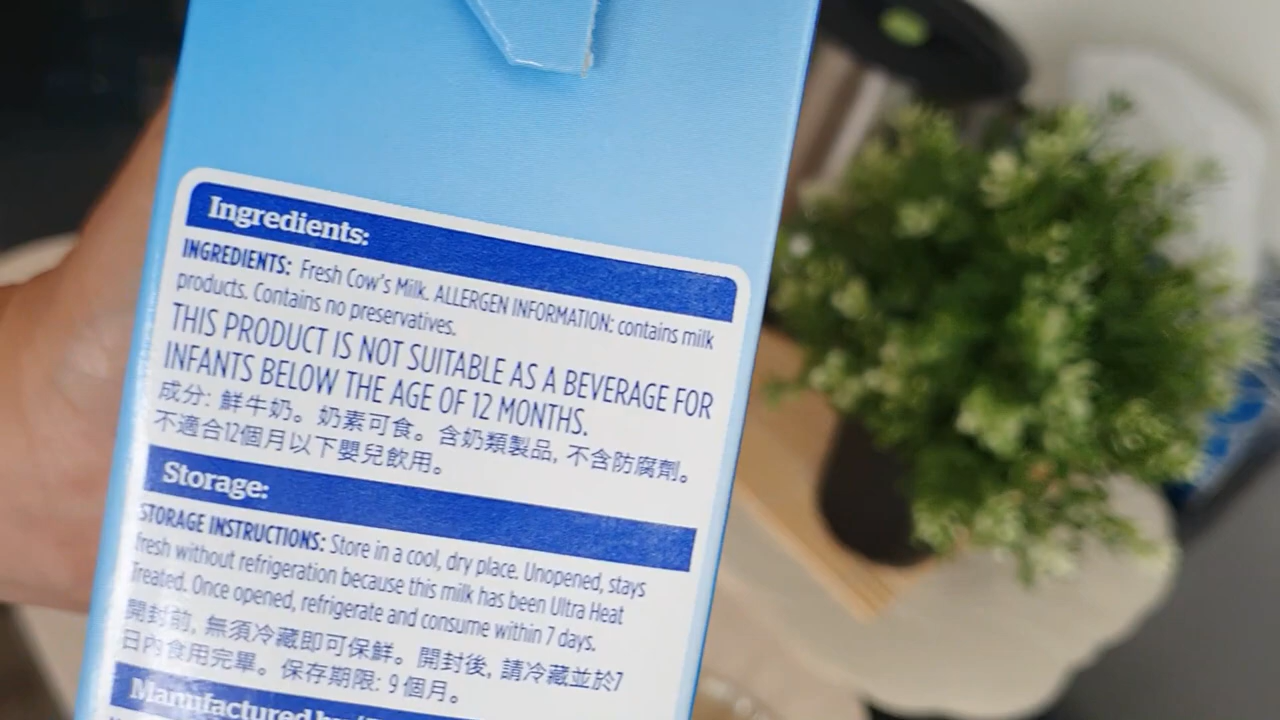 Ingredients:
INGREDIENTS: Fresh Cow's Milk. ALLERGEN INFORMATION: contains milk
products. Contains no preservatives.
THIS PRODUCT IS NOT SUITABLE AS A BEVERAGE FOR
INFANTS BELOW THE AGE OF 12 MONTHS.
成分: 鮮牛奶。奶素可食。含奶類製品, 不含防腐劑。
不適合12個月以下嬰兒飲用。
Storage:
STORAGE INSTRUCTIONS: Store in a cool, dry place. Unopened, stays
fresh without refrigeration because this milk has been Ultra Heat
Treated. Once opened, refrigerate and consume within 7 days.
開封前, 無須冷藏即可保鮮。開封後, 請冷藏並於7
日內食用完畢。保存期限: 9個月。
Manufactured by